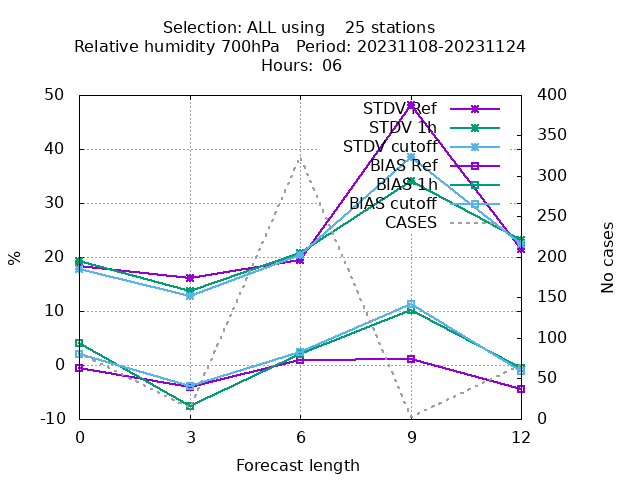 Selection: ALL using    25 stations
Relative humidity 700hPa   Period: 20231108-20231124
Hours: 06
STDV Ref
STDV 1h
STDV cutoff
BIAS Ref
BIAS 1h
BIAS cutoff
CASES
50
40
30
20
10
0
-10
400
350
300
250
200
150
100
50
0
%
No cases
0 3 6 9 12
Forecast length